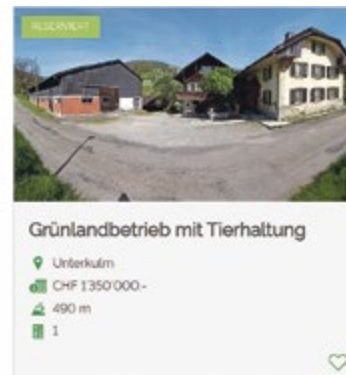 RESERVIERT
Grünlandbetrieb mit Tierhaltung
Unterkulm
CHF 1'350'000.-
490 m
1